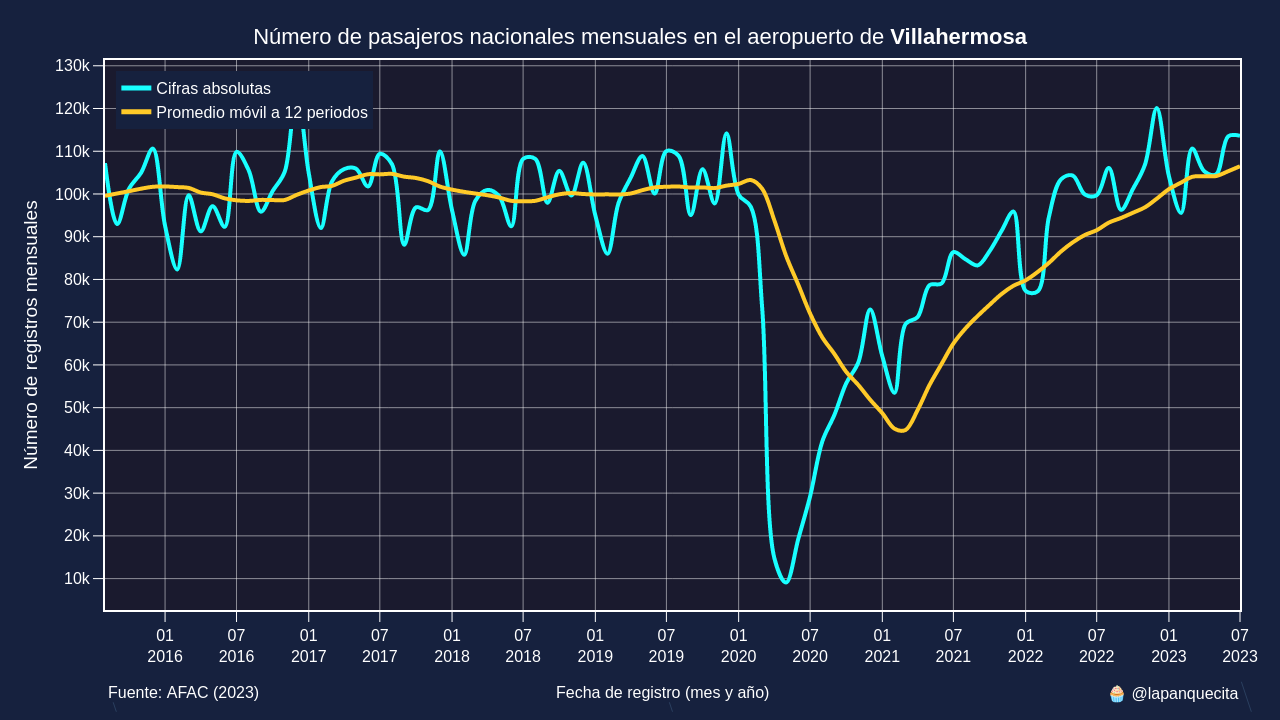 Número de pasajeros nacionales mensuales en el aeropuerto de Villahermosa
130k
120k
110k
100k
90k
80k
70k
60k
50k
40k
30k
20k
10k
Número de registros mensuales
Cifras absolutas
Promedio móvil a 12 periodos
01 07 01 07 01 07 01 07 01 07 01 07 01 07 01 07
2016 2016 2017 2017 2018 2018 2019 2019 2020 2020 2021 2021 2022 2022 2023 2023
Fuente: AFAC (2023) Fecha de registro (mes y año) 🧁 @lapanquecita